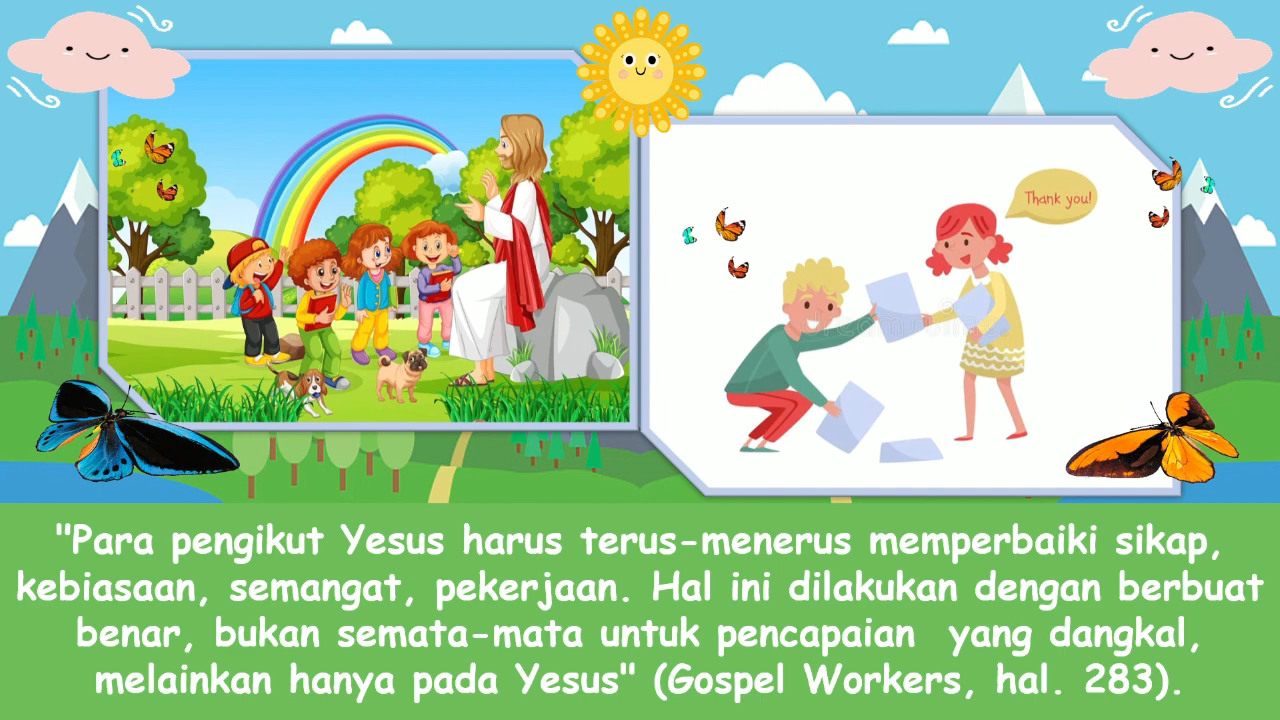 Thank you!
"Para pengikut Yesus harus terus-menerus memperbaiki sikap,
kebiasaan, semangat, pekerjaan. Hal ini dilakukan dengan berbuat
benar, bukan semata-mata untuk pencapaian yang dangkal,
melainkan hanya pada Yesus" (Gospel Workers, hal. 283).